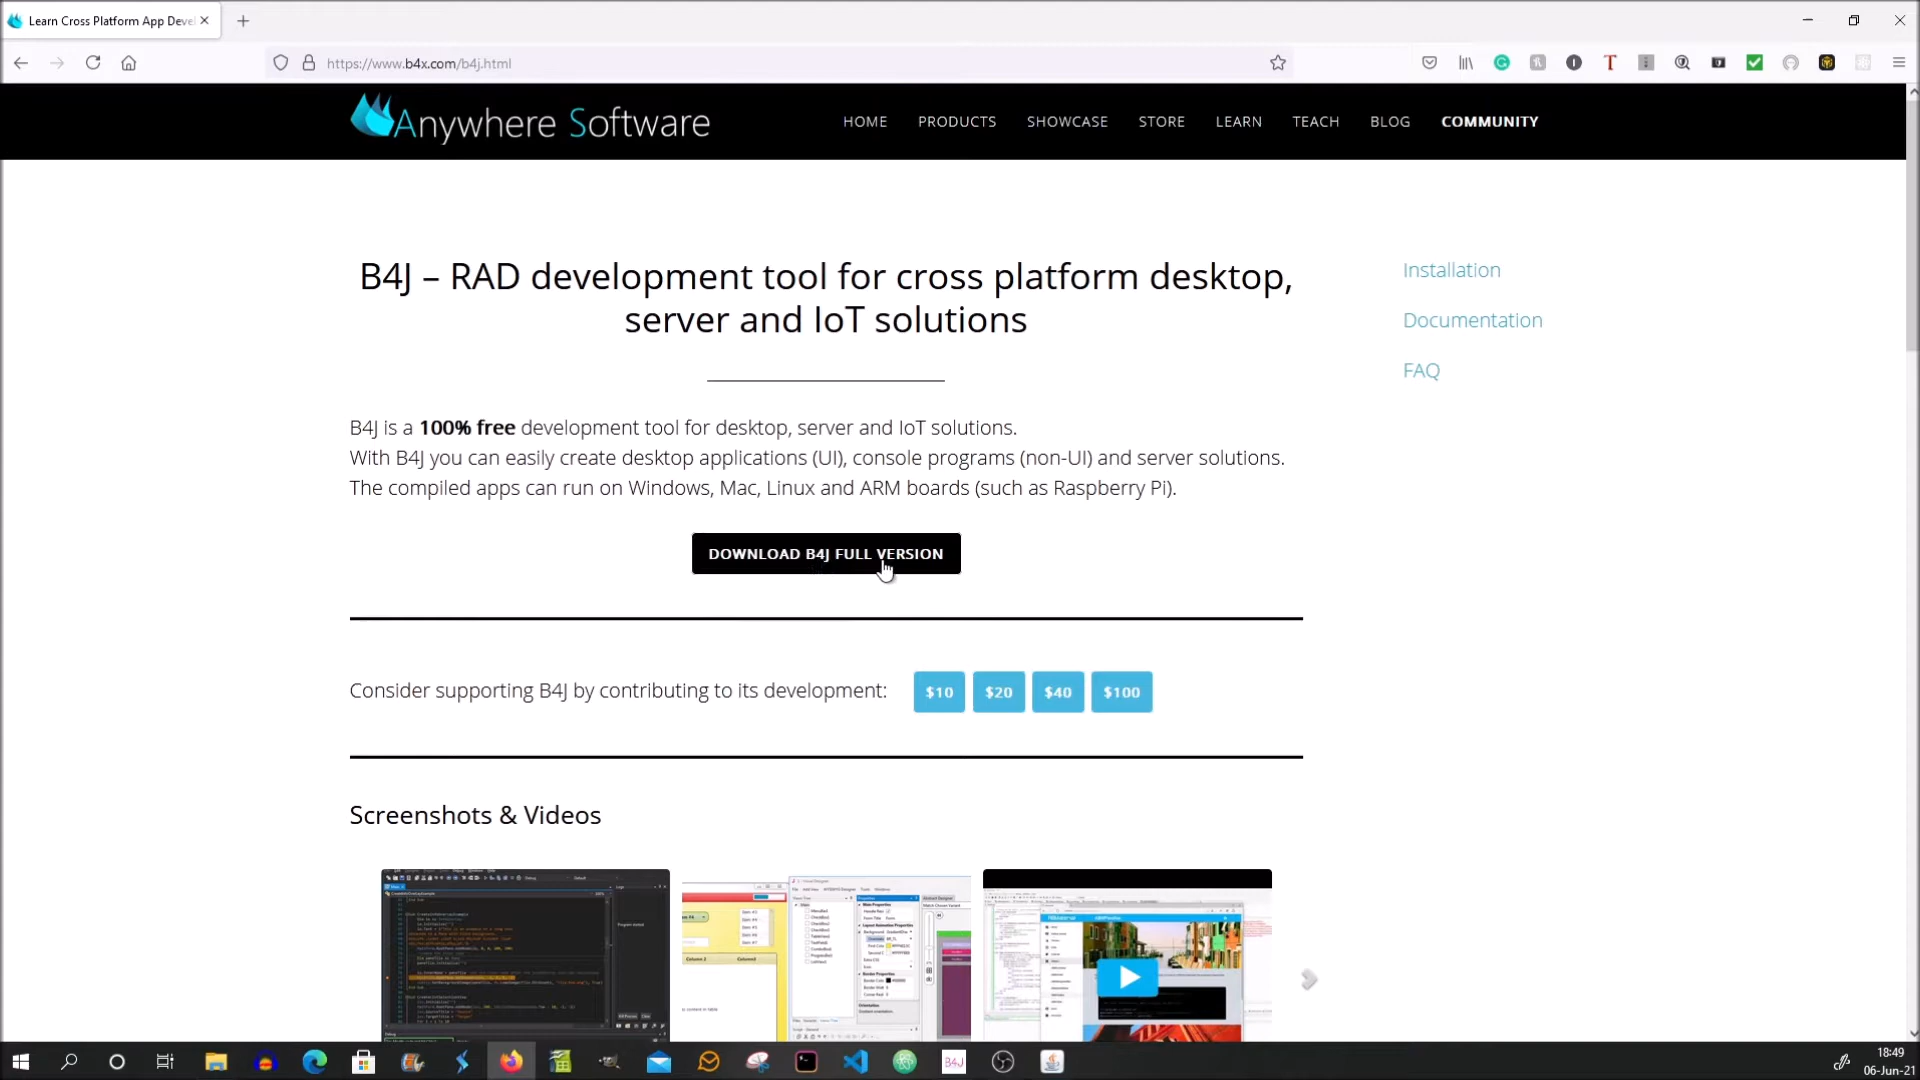 Learn Cross Platform App Deve
https://www.b4x.com/b4j.html
Anywhere Software
HOME
PRODUCTS
SHOWCASE
STORE
LEARN
TEACH
BLOG
COMMUNITY
B4J – RAD development tool for cross platform desktop,
server and IoT solutions
Installation
Documentation
FAQ
B4J is a 100% free development tool for desktop, server and IoT solutions.
With B4J you can easily create desktop applications (UI), console programs (non-UI) and server solutions.
The compiled apps can run on Windows, Mac, Linux and ARM boards (such as Raspberry Pi).
DOWNLOAD B4J FULL VERSION
Consider supporting B4J by contributing to its development:
$10
$20
$40
$100
Screenshots & Videos
B4J
18:49
06-Jun-21